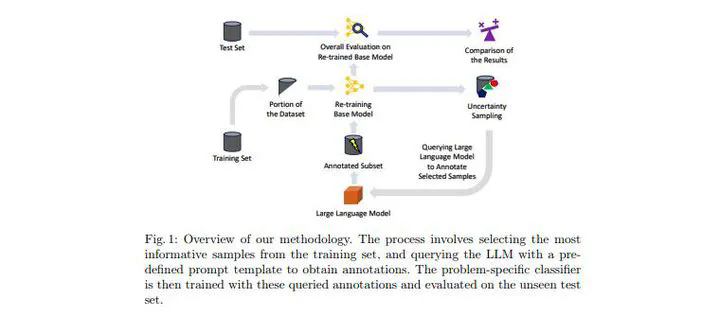 Test Set
Overall Evaluation on
Re-trained Base Model
Comparison of
the Results
Portion of
the Dataset
Re-training
Base Model
Uncertainty
Sampling
Training Set
Annotated Subset
Querying Large
Language Model
to Annotate
Selected Samples
Large Language Model
Fig. 1: Overview of our methodology. The process involves selecting the most
informative samples from the training set, and querying the LLM with a pre-
defined prompt template to obtain annotations. The problem-specific classifier
is then trained with these queried annotations and evaluated on the unseen test
set.